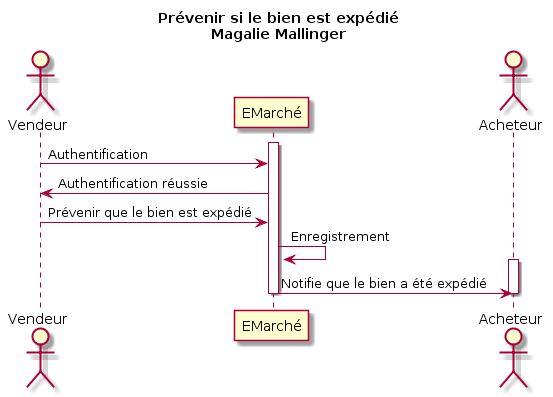 Prévenir si le bien est expédié
Magalie Mallinger
Vendeur
EMarché
Acheteur
Authentification
Authentification réussie
Prévenir que le bien est expédié
Enregistrement
Notifie que le bien a été expédié
Vendeur
EMarché
Acheteur